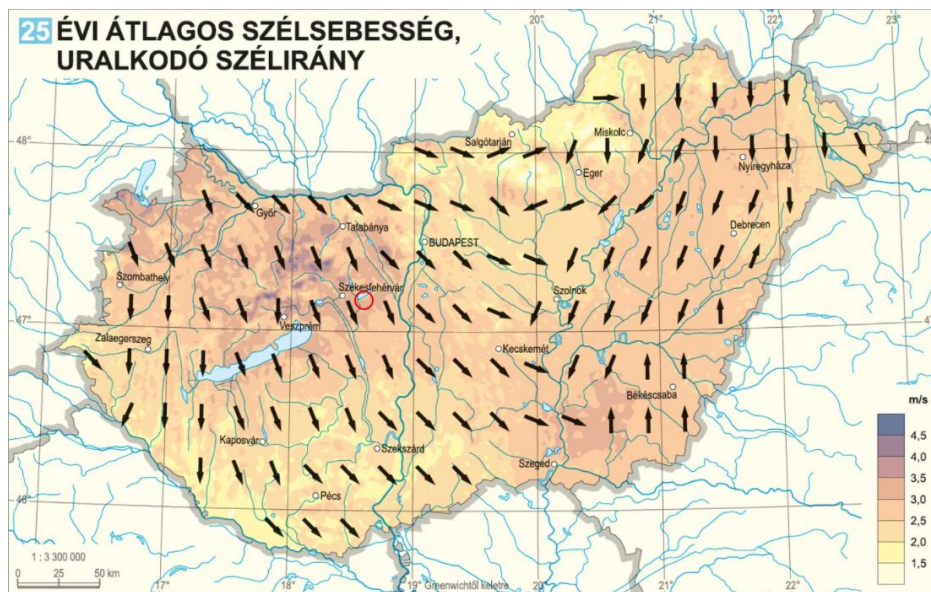 25 ÉVI ÁTLAGOS SZÉLSEBESSÉG,
URALKODÓ SZÉLIRÁNY
20°
21°
22°
23°
48°
48°
Salgótarján
Miskolc
Eger
Nyíregyháza
Győr
Tatabánya
BUDAPEST
Debrecen
Szombathely
Székesfehérvár
Szolnok
47°
Veszprém
Zalaegerszeg
Kecskemét
Békéscsaba
m/s
4,5
4,0
3,5
3,0
2,5
2,0
1,5
Kaposvár
Szekszárd
Szeged
Pécs
46°
1 : 3 300 000
0 25 50 km
17°
18°
19°
Greenwichtől keletre
20°
21°
22°